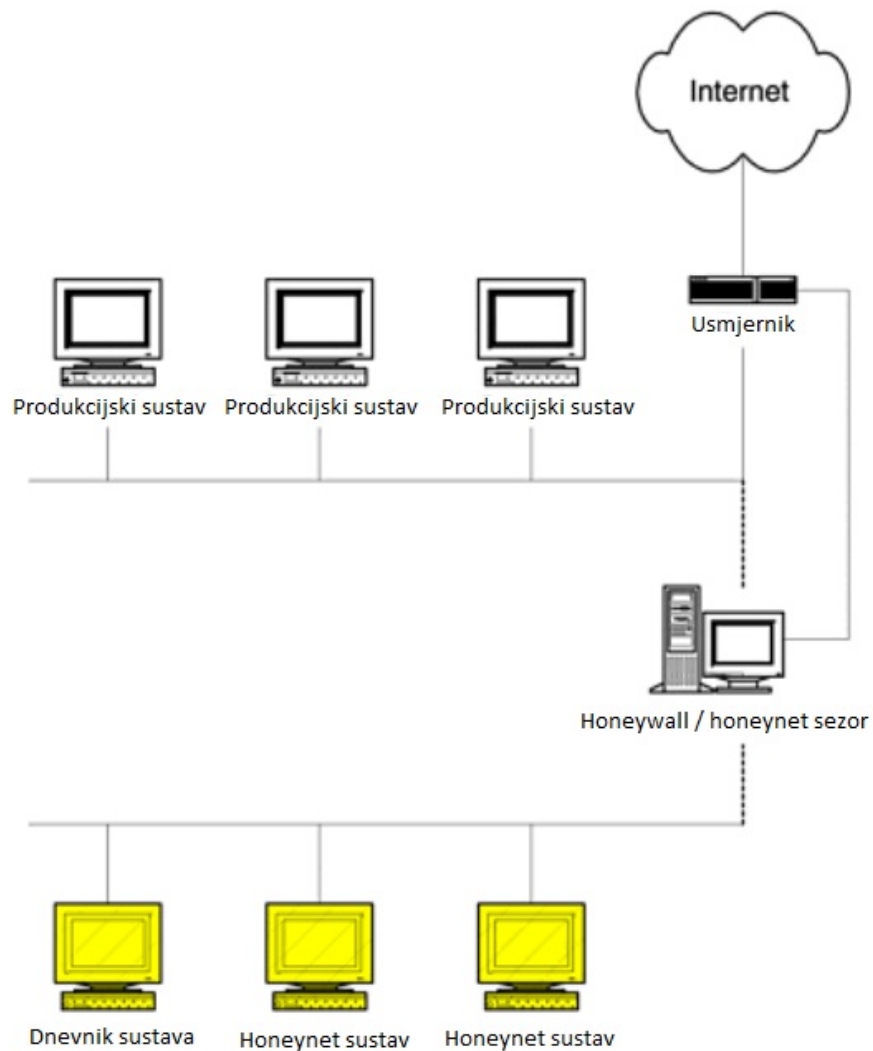 Internet
Usmjernik
Produkcijski sustav
Produkcijski sustav
Produkcijski sustav
Honeywall / honeynet sezor
Dnevnik sustava
Honeynet sustav
Honeynet sustav